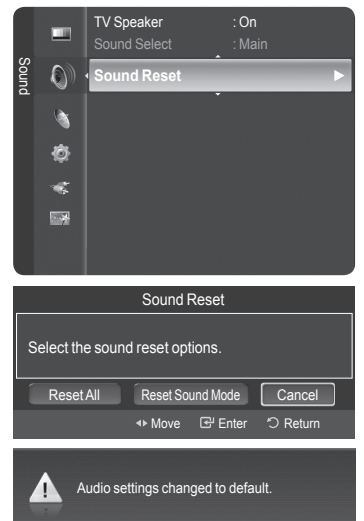 Sound
TV Speaker : On
Sound Select : Main
Sound Reset
Sound Reset
Select the sound reset options.
Reset All Reset Sound Mode Cancel
Move Enter Return
Audio settings changed to default.